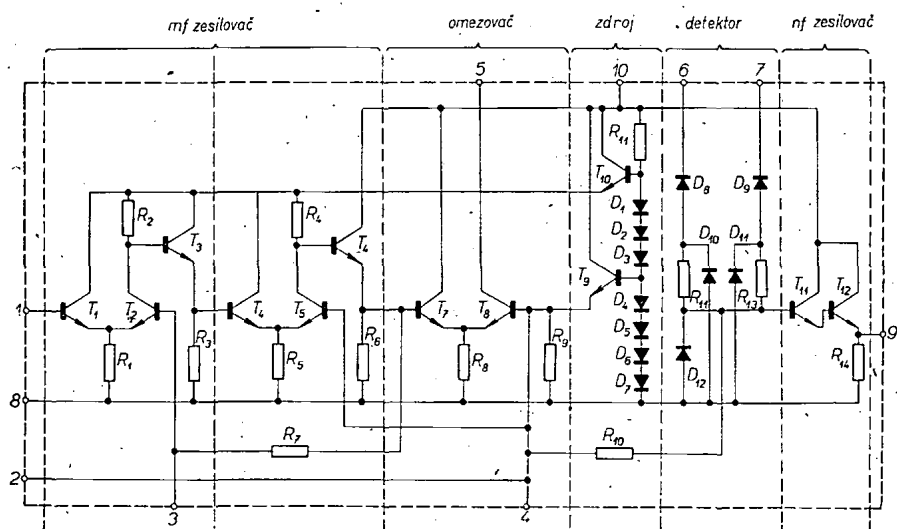 mf zesilovač omezovač zdroj detektor nf zesilovač
5 10 6 7
R11
T10
D8 D9
D1
R2 R4 D2 D10 D11
T3 T4 D3
T9 T11 T12
1 T1 T2 T4 T5 T7 T8 D4 R11 R13
9
R3 R6 R9 D5
R1 R5 R8 D6 D12 R14
D7
8
R7 R10
2
3 4